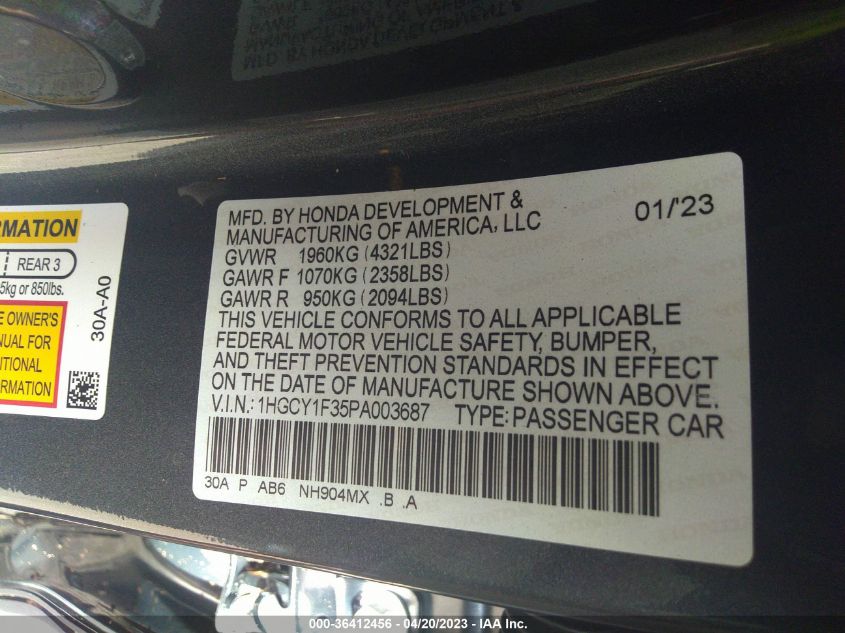 MFD. BY HONDA DEVELOPMENT & 01/'23
MANUFACTURING OF AMERICA, LLC
GVWR 1960KG (4321LBS)
GAWR F 1070KG (2358LBS)
GAWR R 950KG (2094LBS)
THIS VEHICLE CONFORMS TO ALL APPLICABLE
FEDERAL MOTOR VEHICLE SAFETY, BUMPER,
AND THEFT PREVENTION STANDARDS IN EFFECT
ON THE DATE OF MANUFACTURE SHOWN ABOVE.
V.I.N.: 1HGCY1F35PA003687 TYPE: PASSENGER CAR
30A P AB6 NH904MX .B .A
RMATION
REAR 3
5kg or 850lbs.
E OWNER'S
NUAL FOR
ITIONAL
ORMATION
30A-A0
000-36412456 - 04/20/2023 - IAA Inc.